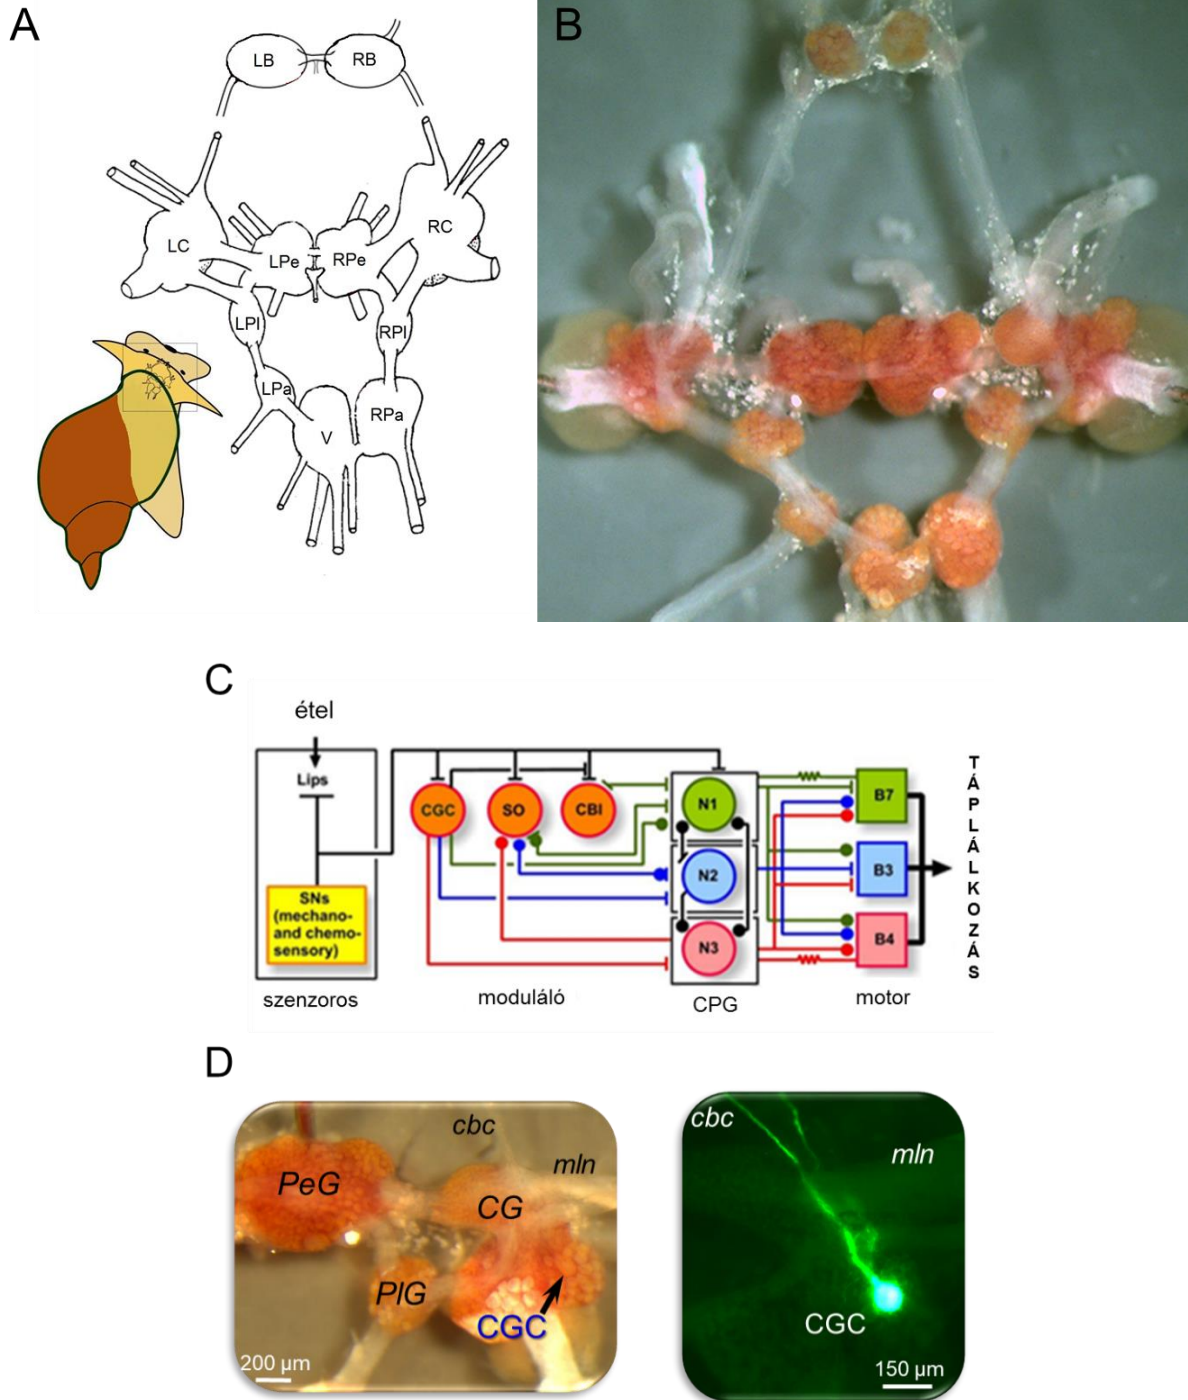 A
LB
RB
LC
RC
LPe
RPe
LPl
RPl
LPa
RPa
V
B
C
étel
Lips
SNs
(mechano-
and chemo-
sensory)
CGC
SO
CBI
N1
N2
N3
B7
B3
B4
TÁPLÁLKOZÁS
szenzoros
moduláló
CPG
motor
D
cbc
mln
PeG
CG
PlG
CGC
200 µm
cbc
mln
CGC
150 µm